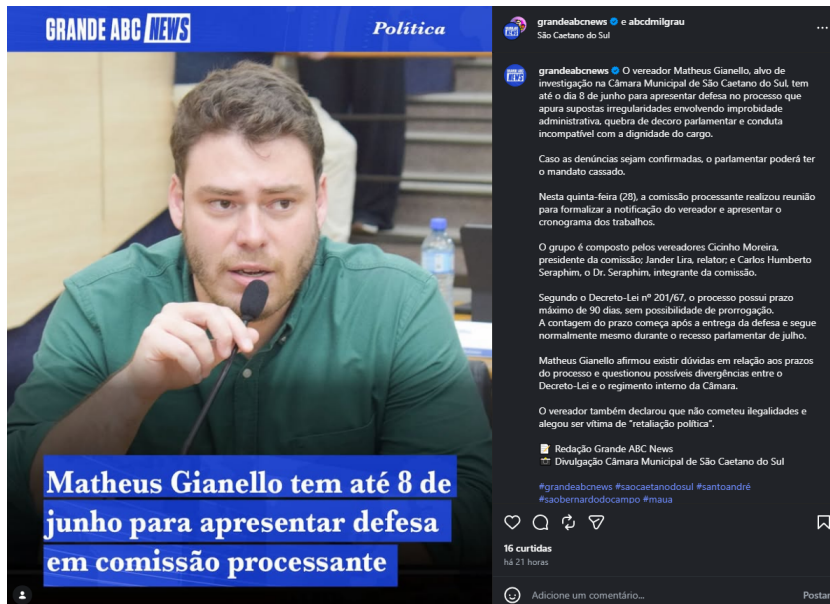 GRANDE ABC NEWS
Política
Matheus Gianello tem até 8 de
junho para apresentar defesa
em comissão processante
grandeabcnews e abcdmilgrau
São Caetano do Sul
grandeabcnews O vereador Matheus Gianello, alvo de
investigação na Câmara Municipal de São Caetano do Sul, tem
até o dia 8 de junho para apresentar defesa no processo que
apura supostas irregularidades envolvendo improbidade
administrativa, quebra de decoro parlamentar e conduta
incompatível com a dignidade do cargo.
Caso as denúncias sejam confirmadas, o parlamentar poderá ter
o mandato cassado.
Nesta quinta-feira (28), a comissão processante realizou reunião
para formalizar a notificação do vereador e apresentar o
cronograma dos trabalhos.
O grupo é composto pelos vereadores Cicinho Moreira,
presidente da comissão; Jander Lira, relator; e Carlos Humberto
Seraphim, o Dr. Seraphim, integrante da comissão.
Segundo o Decreto-Lei nº 201/67, o processo possui prazo
máximo de 90 dias, sem possibilidade de prorrogação.
A contagem do prazo começa após a entrega da defesa e segue
normalmente mesmo durante o recesso parlamentar de julho.
Matheus Gianello afirmou existir dúvidas em relação aos prazos
do processo e questionou possíveis divergências entre o
Decreto-Lei e o regimento interno da Câmara.
O vereador também declarou que não cometeu ilegalidades e
alegou ser vítima de "retaliação política".
Redação Grande ABC News
Divulgação Câmara Municipal de São Caetano do Sul
#grandeabcnews #saocaetanodosul #santoandré
#saobernardodocampo #maua
16 curtidas
há 21 horas
Adicione um comentário...
Postar